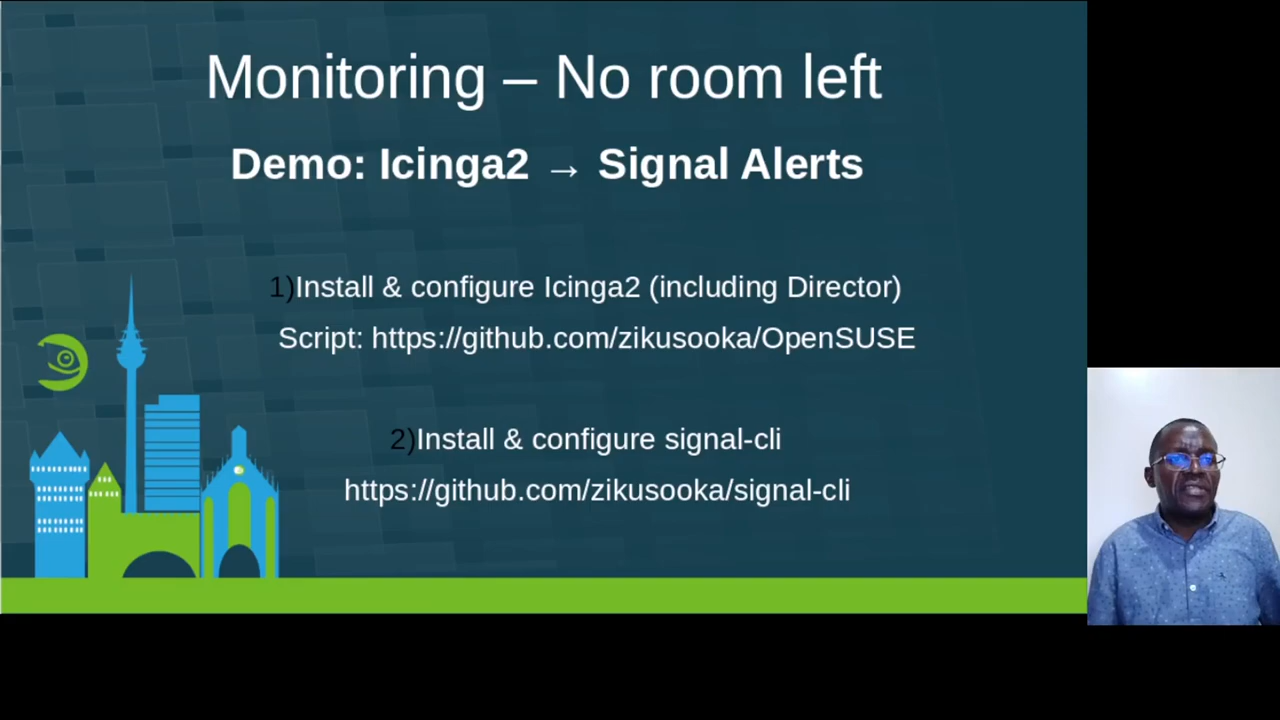 Monitoring – No room left
Demo: Icinga2 → Signal Alerts
1)Install & configure Icinga2 (including Director)
Script: https://github.com/zikusooka/OpenSUSE
2)Install & configure signal-cli
https://github.com/zikusooka/signal-cli